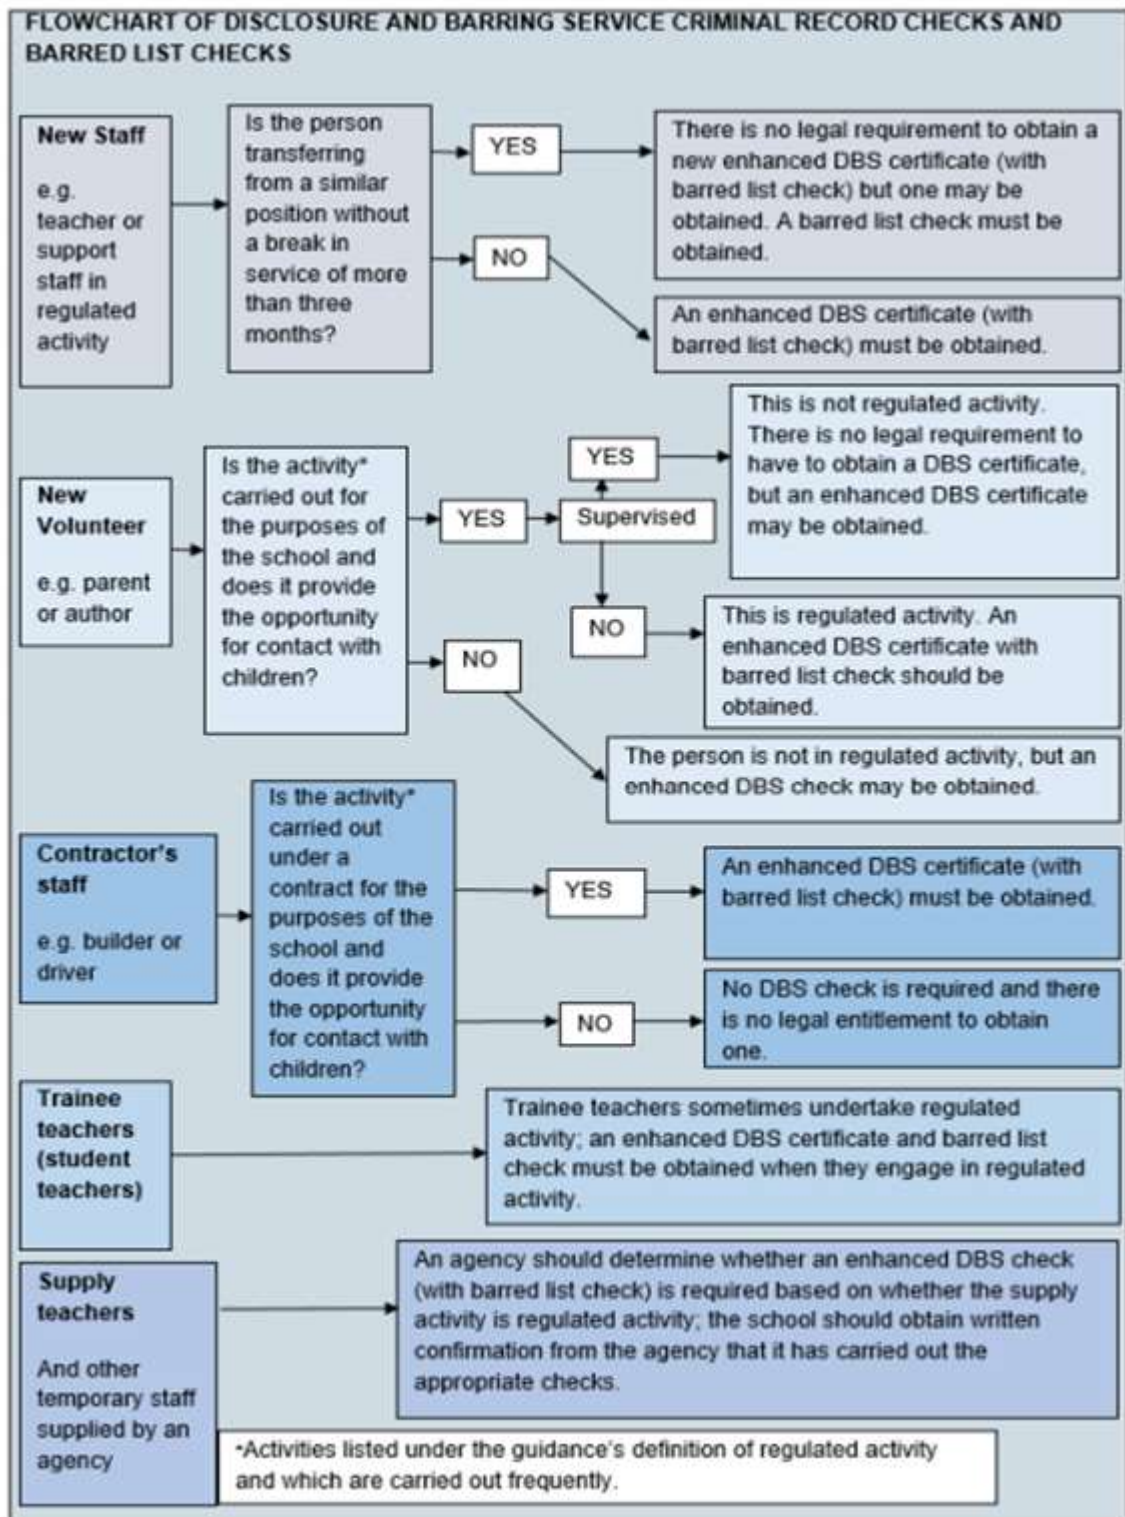 FLOWCHART OF DISCLOSURE AND BARRING SERVICE CRIMINAL RECORD CHECKS AND
BARRED LIST CHECKS
New Staff
e.g.
teacher or
support
staff in
regulated
activity
Is the person
transferring
from a similar
position without
a break in
service of more
than three
months?
YES
There is no legal requirement to obtain a
new enhanced DBS certificate (with
barred list check) but one may be
obtained. A barred list check must be
obtained.
NO
An enhanced DBS certificate (with
barred list check) must be obtained.
New
Volunteer
e.g. parent
or author
Is the activity*
carried out for
the purposes of
the school and
does it provide
the opportunity
for contact with
children?
YES
Supervised
YES
This is not regulated activity.
There is no legal requirement to
have to obtain a DBS certificate,
but an enhanced DBS certificate
may be obtained.
NO
This is regulated activity. An
enhanced DBS certificate with
barred list check should be
obtained.
NO
The person is not in regulated activity, but an
enhanced DBS check may be obtained.
Contractor's
staff
e.g. builder or
driver
Is the activity*
carried out
under a
contract for the
purposes of the
school and
does it provide
the opportunity
for contact with
children?
YES
An enhanced DBS certificate (with
barred list check) must be obtained.
NO
No DBS check is required and there
is no legal entitlement to obtain
one.
Trainee
teachers
(student
teachers)
Trainee teachers sometimes undertake regulated
activity; an enhanced DBS certificate and barred list
check must be obtained when they engage in regulated
activity.
Supply
teachers
And other
temporary staff
supplied by an
agency
An agency should determine whether an enhanced DBS check
(with barred list check) is required based on whether the supply
activity is regulated activity; the school should obtain written
confirmation from the agency that it has carried out the
appropriate checks.
*Activities listed under the guidance's definition of regulated activity
and which are carried out frequently.